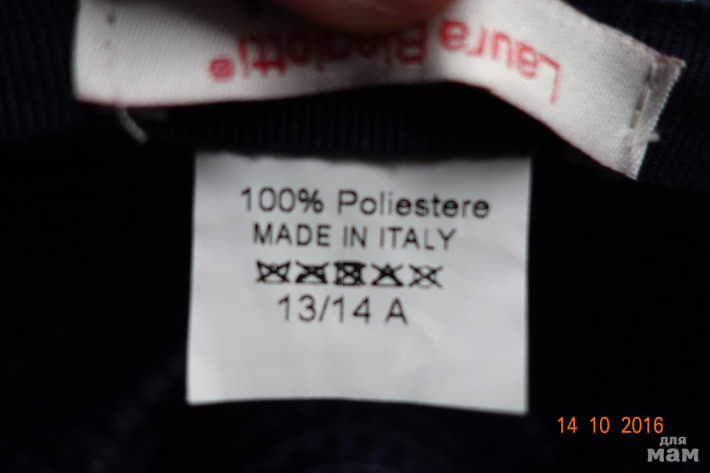 Laura Biagiotti®
100% Poliestere
MADE IN ITALY
13/14 A
14 10 2016
для
мам